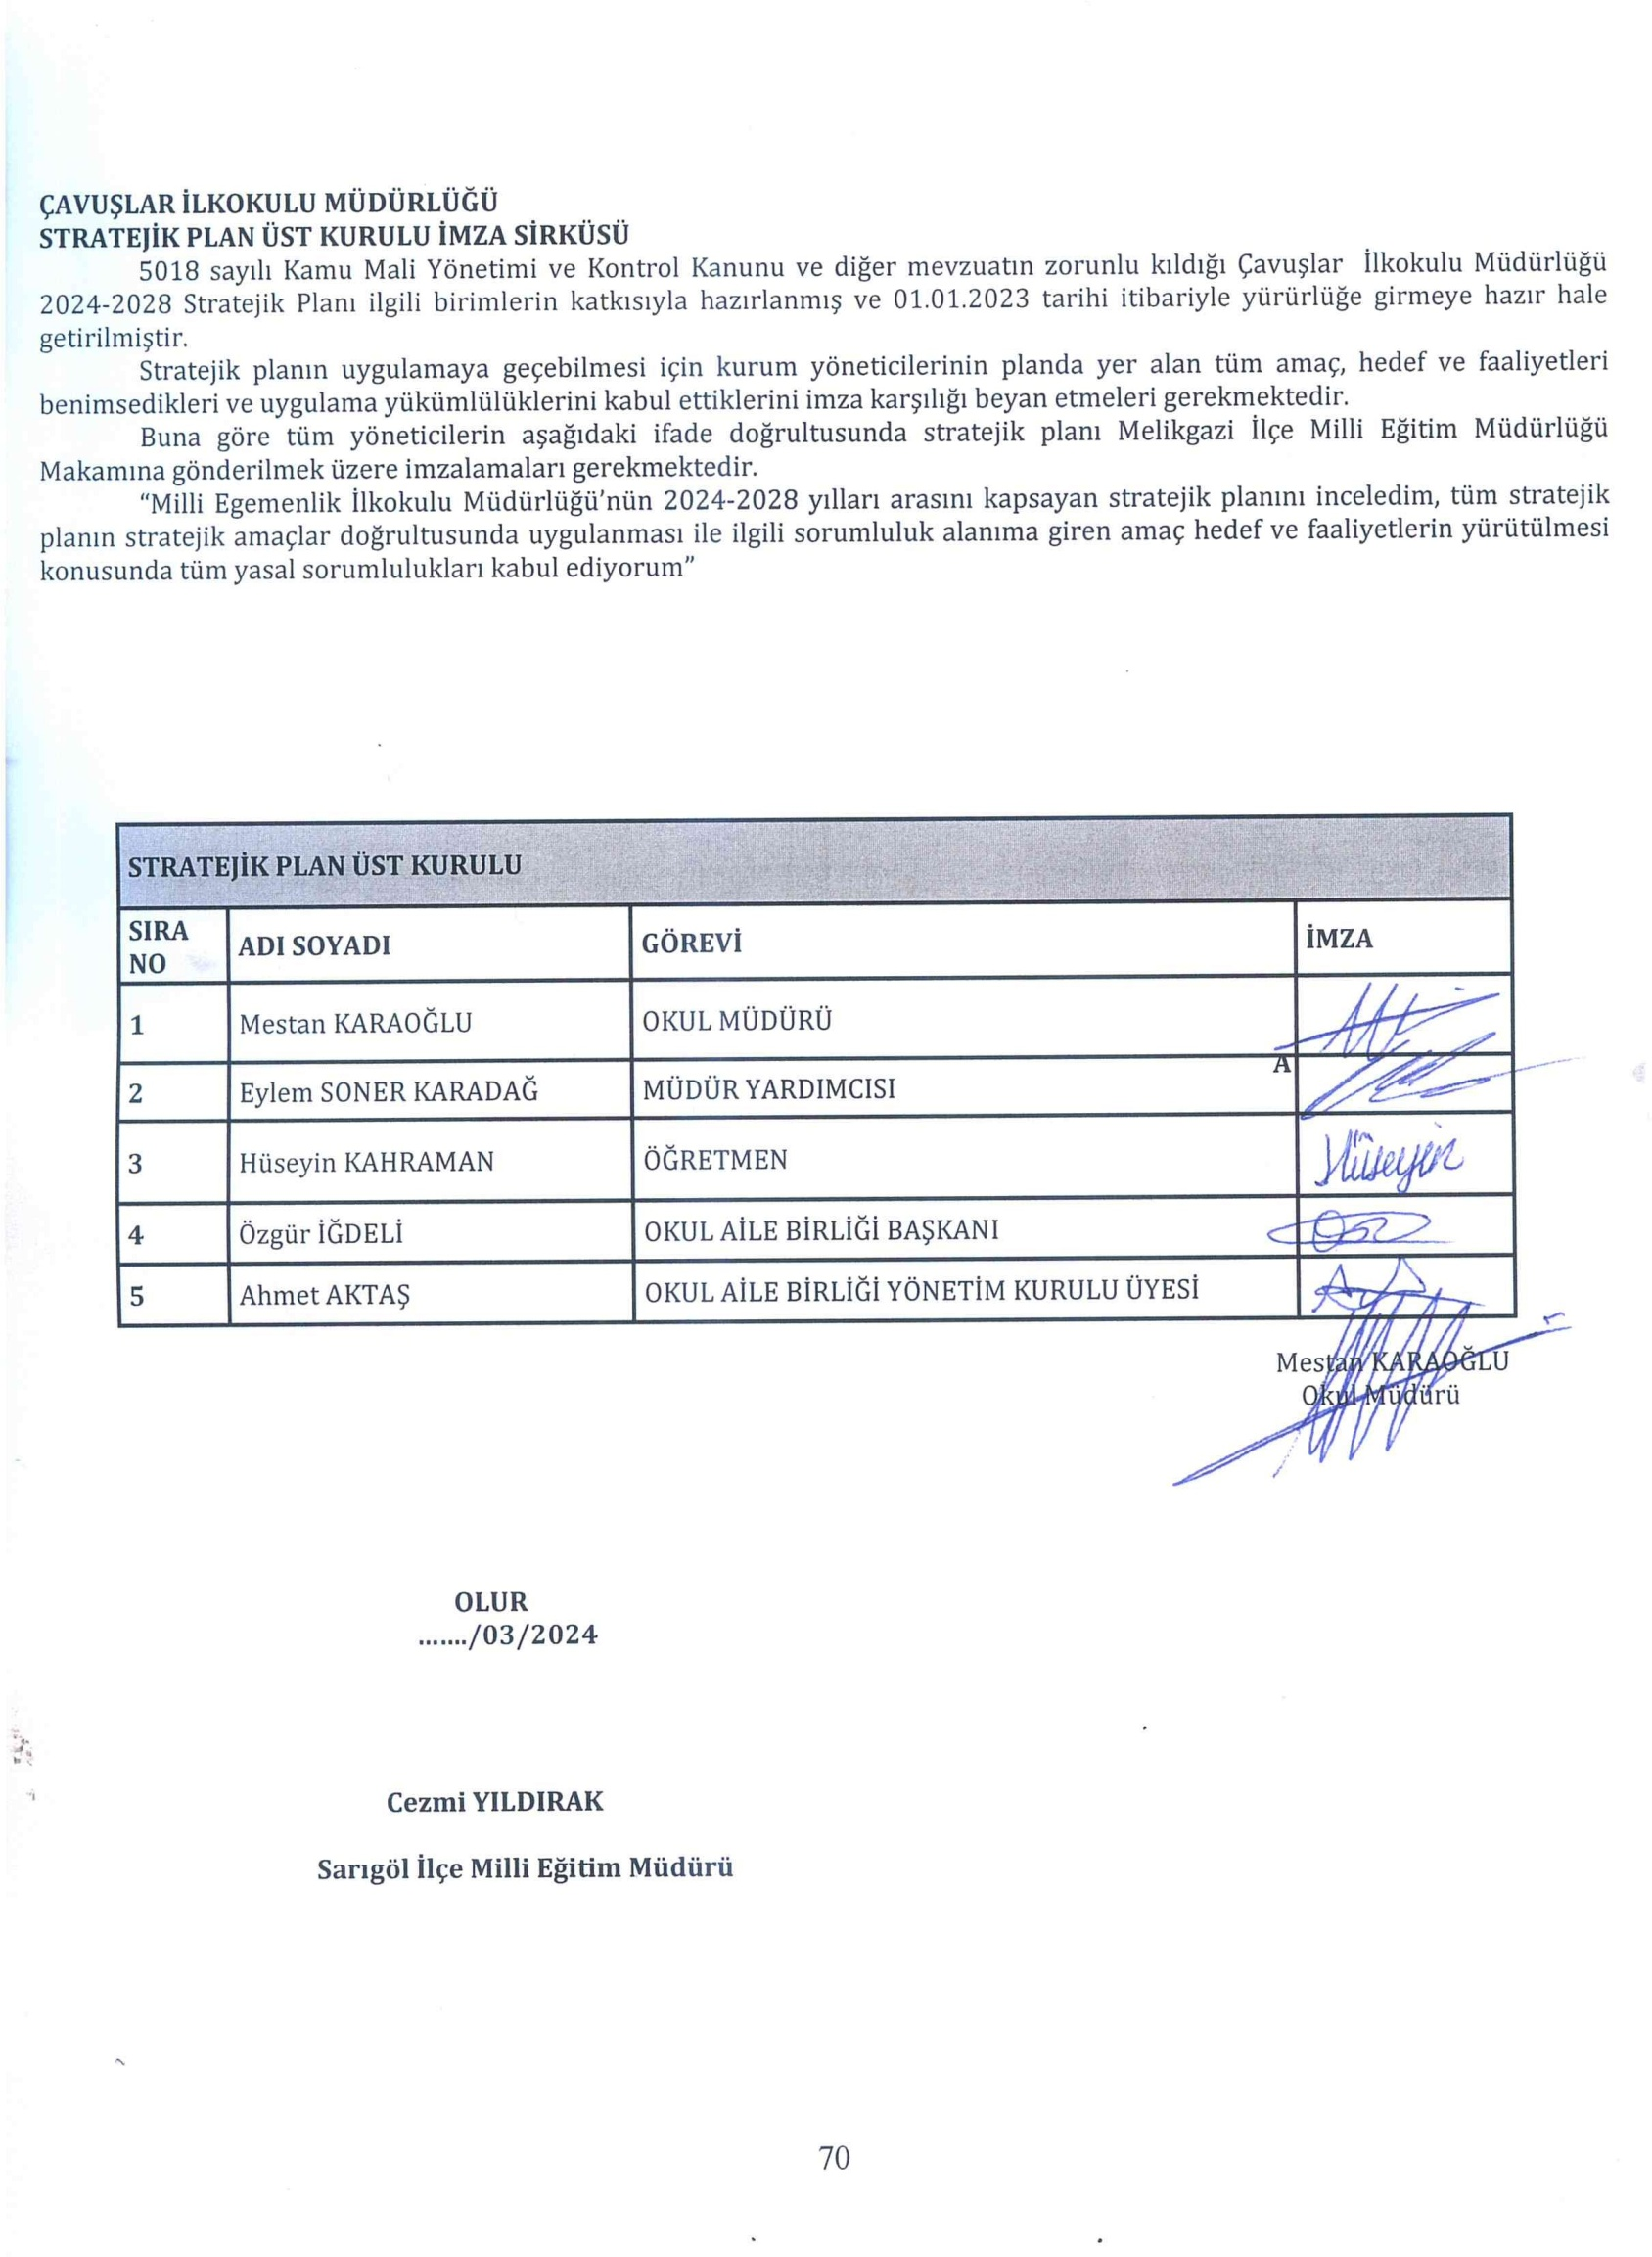 ÇAVUŞLAR İLKOKULU MÜDÜRLÜĞÜ
STRATEJİK PLAN ÜST KURULU İMZA SİRKÜSÜ
5018 sayılı Kamu Mali Yönetimi ve Kontrol Kanunu ve diğer mevzuatın zorunlu kıldığı Çavuşlar İlkokulu Müdürlüğü
2024-2028 Stratejik Planı ilgili birimlerin katkısıyla hazırlanmış ve 01.01.2023 tarihi itibariyle yürürlüğe girmeye hazır hale
getirilmiştir.
Stratejik planın uygulamaya geçebilmesi için kurum yöneticilerinin planda yer alan tüm amaç, hedef ve faaliyetleri
benimsedikleri ve uygulama yükümlülüklerini kabul ettiklerini imza karşılığı beyan etmeleri gerekmektedir.
Buna göre tüm yöneticilerin aşağıdaki ifade doğrultusunda stratejik planı Melikgazi İlçe Milli Eğitim Müdürlüğü
Makamına gönderilmek üzere imzalamaları gerekmektedir.
“Milli Egemenlik İlkokulu Müdürlüğü’nün 2024-2028 yılları arasını kapsayan stratejik planını inceledim, tüm stratejik
planın stratejik amaçlar doğrultusunda uygulanması ile ilgili sorumluluk alanıma giren amaç hedef ve faaliyetlerin yürütülmesi
konusunda tüm yasal sorumlulukları kabul ediyorum”
STRATEJİK PLAN ÜST KURULU
SIRA NO ADI SOYADI GÖREVİ İMZA
1 Mestan KARAOĞLU OKUL MÜDÜRÜ
2 Eylem SONER KARADAĞ MÜDÜR YARDIMCISI A
3 Hüseyin KAHRAMAN ÖĞRETMEN Hüseyin
4 Özgür İĞDELİ OKUL AİLE BİRLİĞİ BAŞKANI
5 Ahmet AKTAŞ OKUL AİLE BİRLİĞİ YÖNETİM KURULU ÜYESİ
Mestan KARAOĞLU
Okul Müdürü
OLUR
......./03/2024
Cezmi YILDIRAK
Sarıgöl İlçe Milli Eğitim Müdürü
70